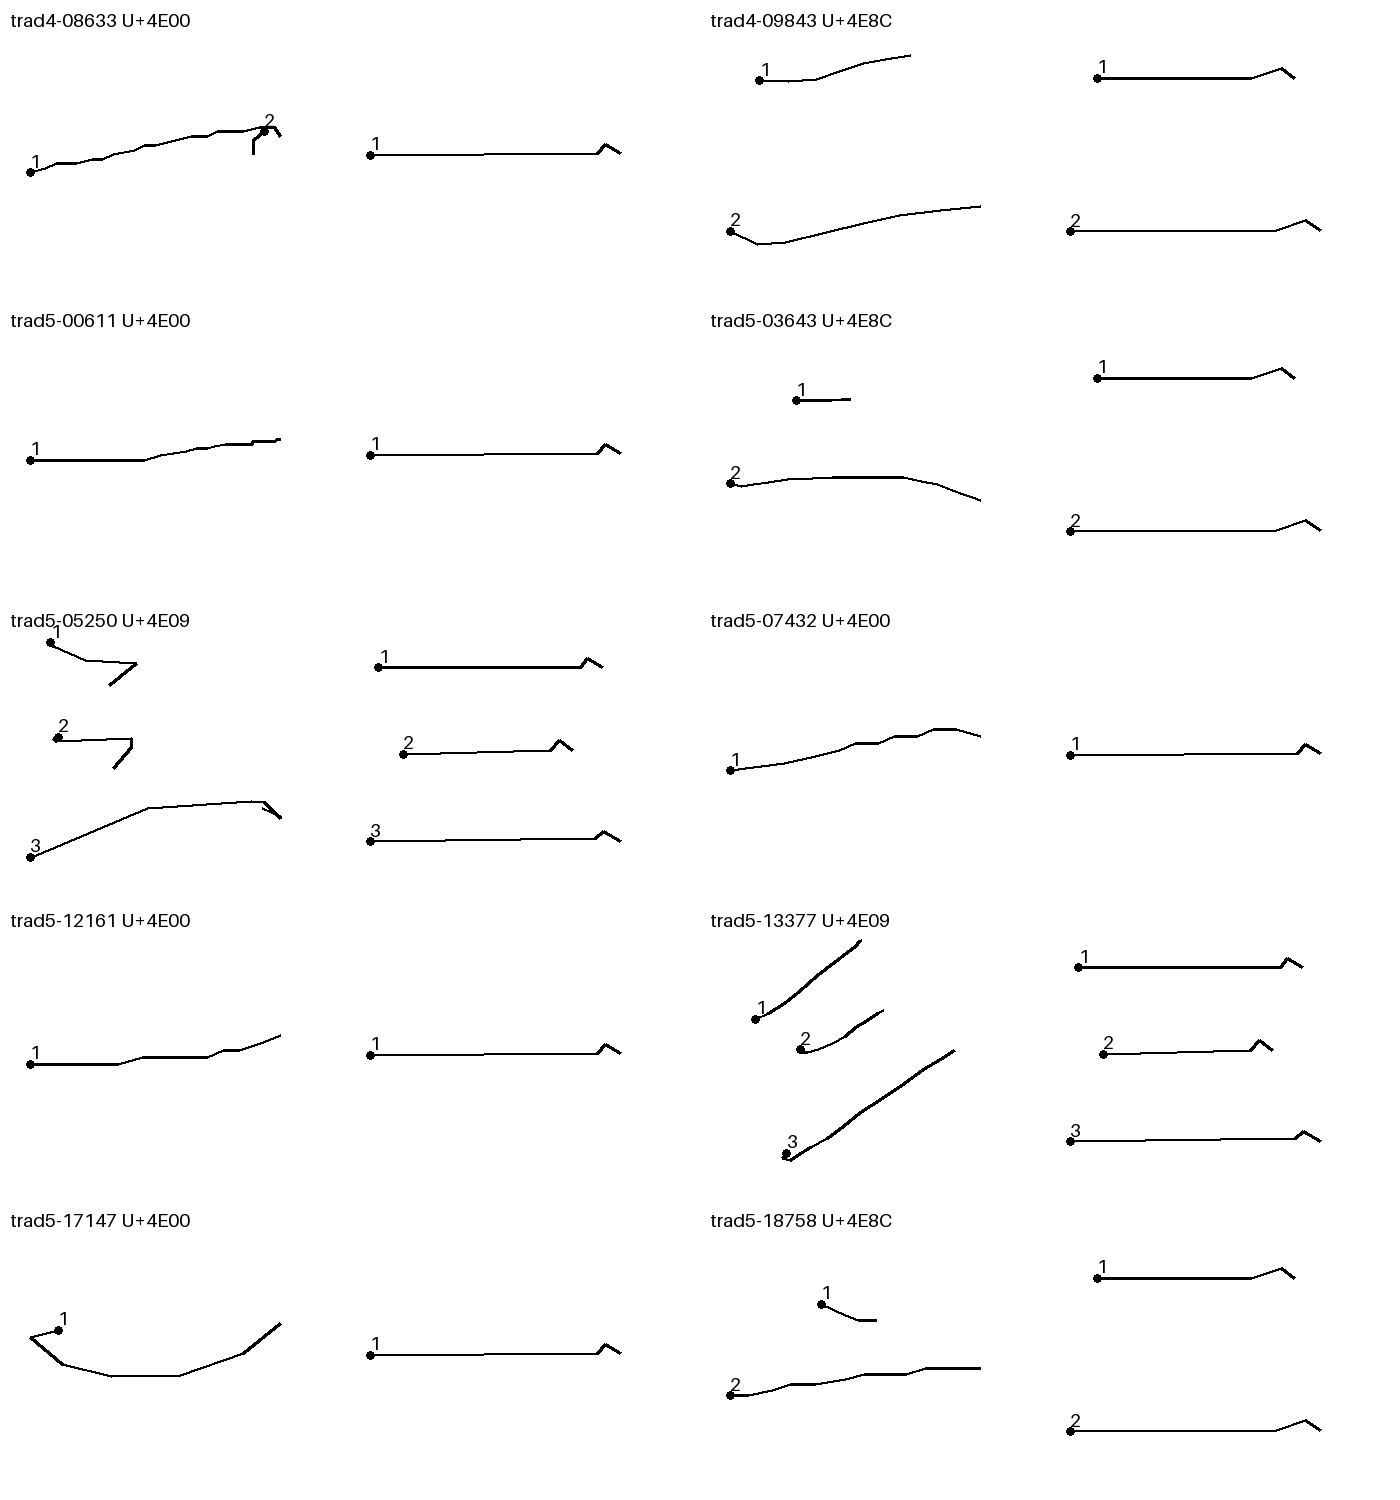 trad4-08633 U+4E00
1 2 1
trad4-09843 U+4E8C
1 1
2 2
trad5-00611 U+4E00
1 1
trad5-03643 U+4E8C
1 1
2 2
trad5-05250 U+4E09
1 1
2 2
3 3
trad5-07432 U+4E00
1 1
trad5-12161 U+4E00
1 1
trad5-13377 U+4E09
1 1
2 2
3 3
trad5-17147 U+4E00
1 1
trad5-18758 U+4E8C
1 1
2 2